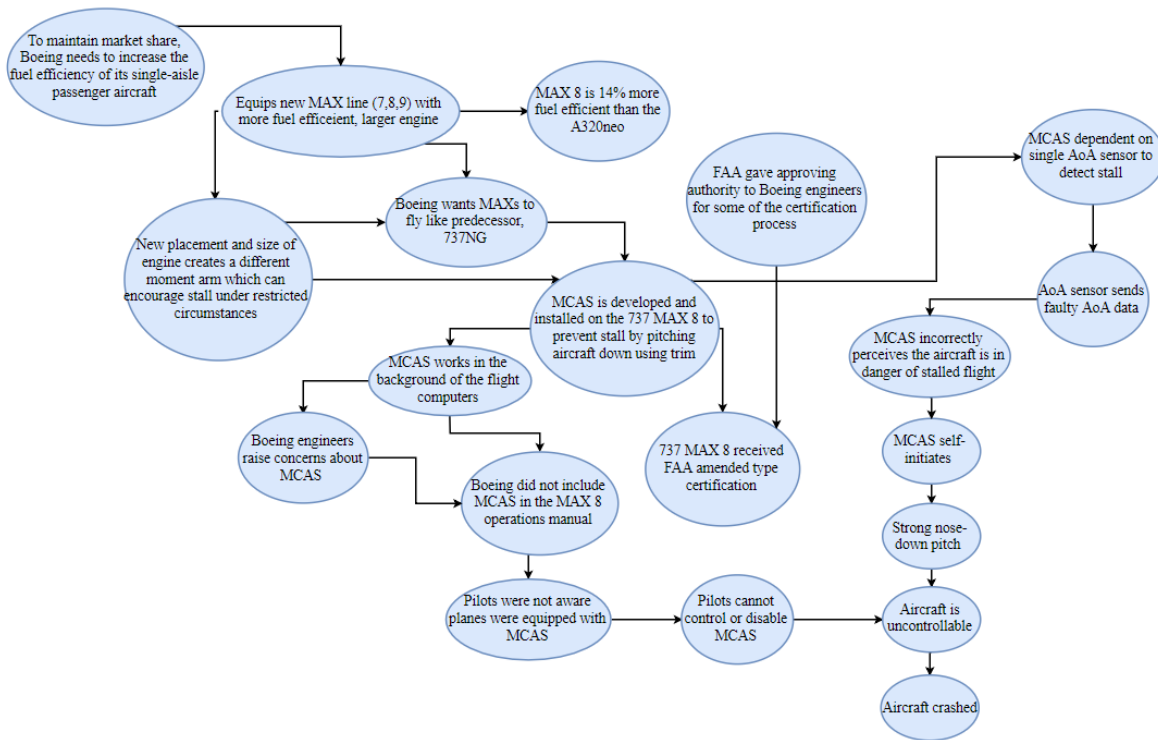 To maintain market share,
Boeing needs to increase the
fuel efficiency of its single-aisle
passenger aircraft
Equips new MAX line (7,8,9) with
more fuel efficeient, larger engine
MAX 8 is 14% more
fuel efficient than the
A320neo
MCAS dependent on
single AoA sensor to
detect stall
FAA gave approving
authority to Boeing engineers
for some of the certification
process
Boeing wants MAXs to
fly like predecessor,
737NG
New placement and size of
engine creates a different
moment arm which can
encourage stall under restricted
circumstances
MCAS is developed and
installed on the 737 MAX 8 to
prevent stall by pitching
aircraft down using trim
AoA sensor sends
faulty AoA data
MCAS incorrectly
perceives the aircraft is in
danger of stalled flight
MCAS works in the
background of the flight
computers
Boeing engineers
raise concerns about
MCAS
737 MAX 8 received
FAA amended type
certification
MCAS self-
initiates
Boeing did not include
MCAS in the MAX 8
operations manual
Strong nose-
down pitch
Pilots were not aware
planes were equipped with
MCAS
Pilots cannot
control or disable
MCAS
Aircraft is
uncontrollable
Aircraft crashed